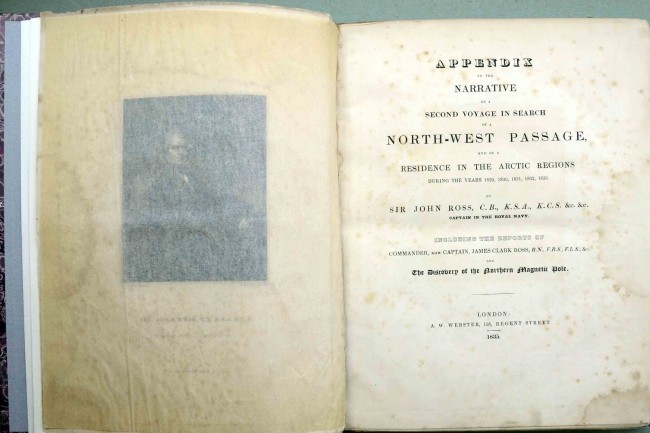 APPENDIX
TO THE
NARRATIVE
OF A
SECOND VOYAGE IN SEARCH
OF A
NORTH-WEST PASSAGE,
AND OF A
RESIDENCE IN THE ARCTIC REGIONS
DURING THE YEARS 1829, 1830, 1831, 1832, 1833.
BY
SIR JOHN ROSS, C.B., K.S.A., K.C.S. &c. &c.
CAPTAIN IN THE ROYAL NAVY.
INCLUDING THE REPORTS OF
COMMANDER, NOW CAPTAIN, JAMES CLARK ROSS, R.N., F.R.S., F.L.S., &c.
AND
The Discovery of the Northern Magnetic Pole.
LONDON:
A. W. WEBSTER, 156, REGENT STREET
1835.